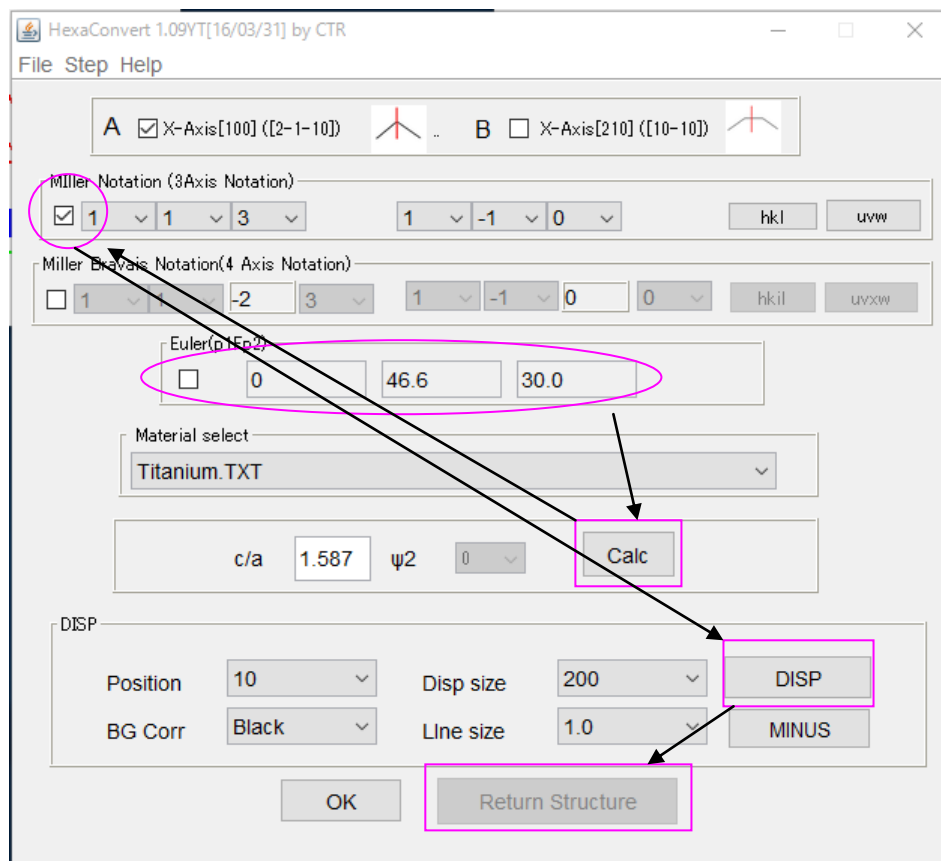 HexaConvert 1.09YT[16/03/31] by CTR
File Step Help
A X-Axis[100] ([2-1-10]) .. B X-Axis[210] ([10-10])
MIller Notation (3Axis Notation)
1 1 3 1 -1 0 hkl uvw
Miller Bravais Notation(4 Axis Notation)
1 1 -2 3 1 -1 0 0 hkil uvxw
Euler(p1Fp2)
0 46.6 30.0
Material select
Titanium.TXT
c/a 1.587 ψ2 0 Calc
DISP
Position 10 Disp size 200 DISP
BG Corr Black LIne size 1.0 MINUS
OK Return Structure